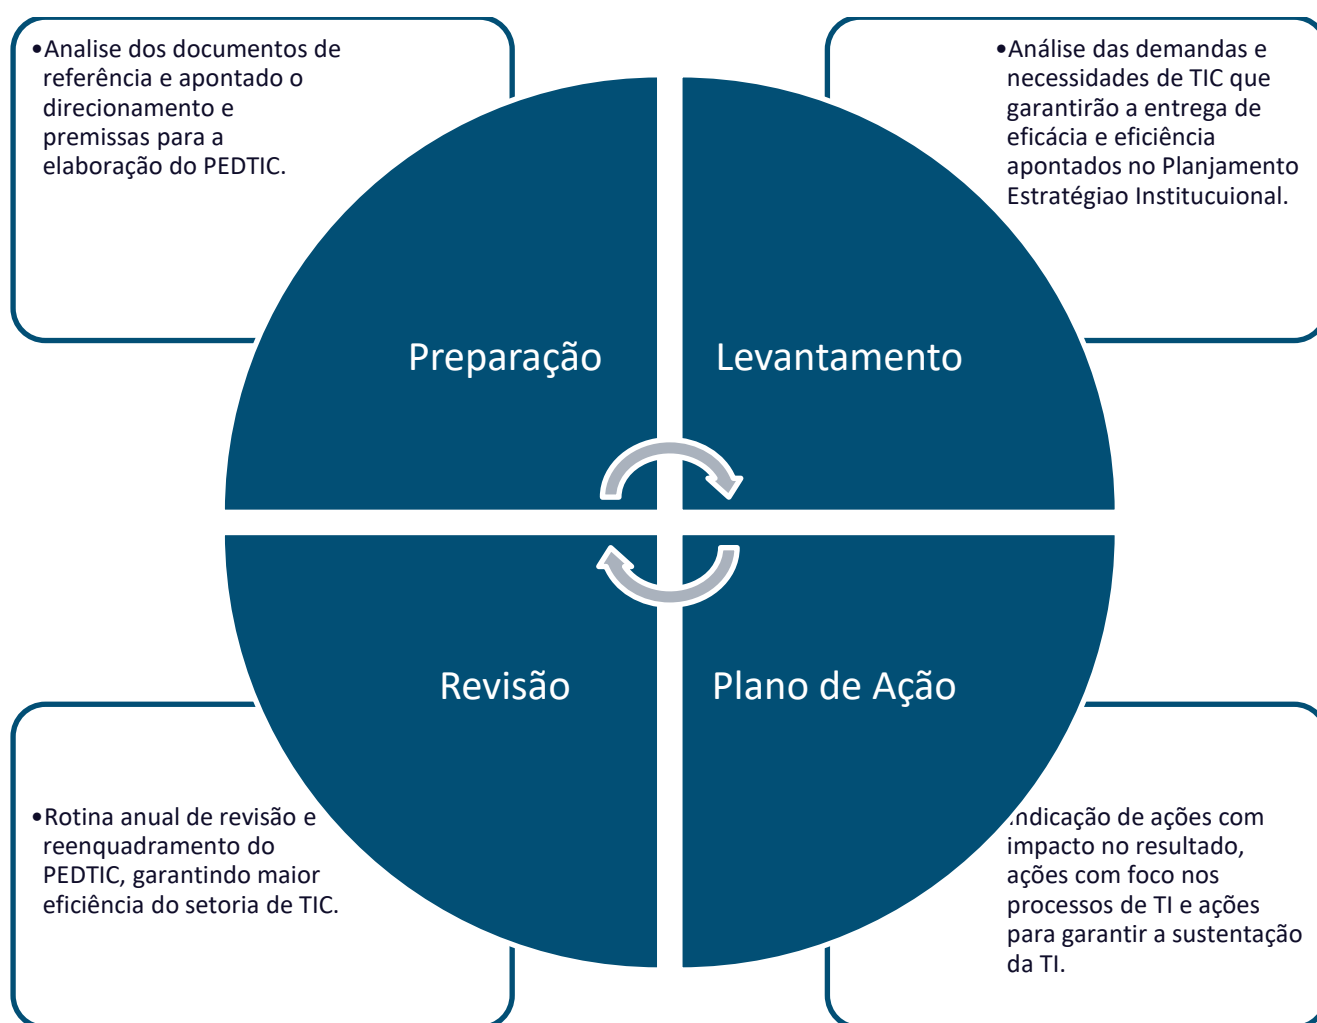 •Analise dos documentos de
referência e apontado o
direcionamento e
premissas para a
elaboração do PEDTIC.
•Análise das demandas e
necessidades de TIC que
garantirão a entrega de
eficácia e eficiência
apontados no Planjamento
Estratégiao Institucuional.
Preparação
Levantamento
Revisão
Plano de Ação
•Rotina anual de revisão e
reenquadramento do
PEDTIC, garantindo maior
eficiência do setoria de TIC.
Indicação de ações com
impacto no resultado,
ações com foco nos
processos de TI e ações
para garantir a sustentação
da TI.